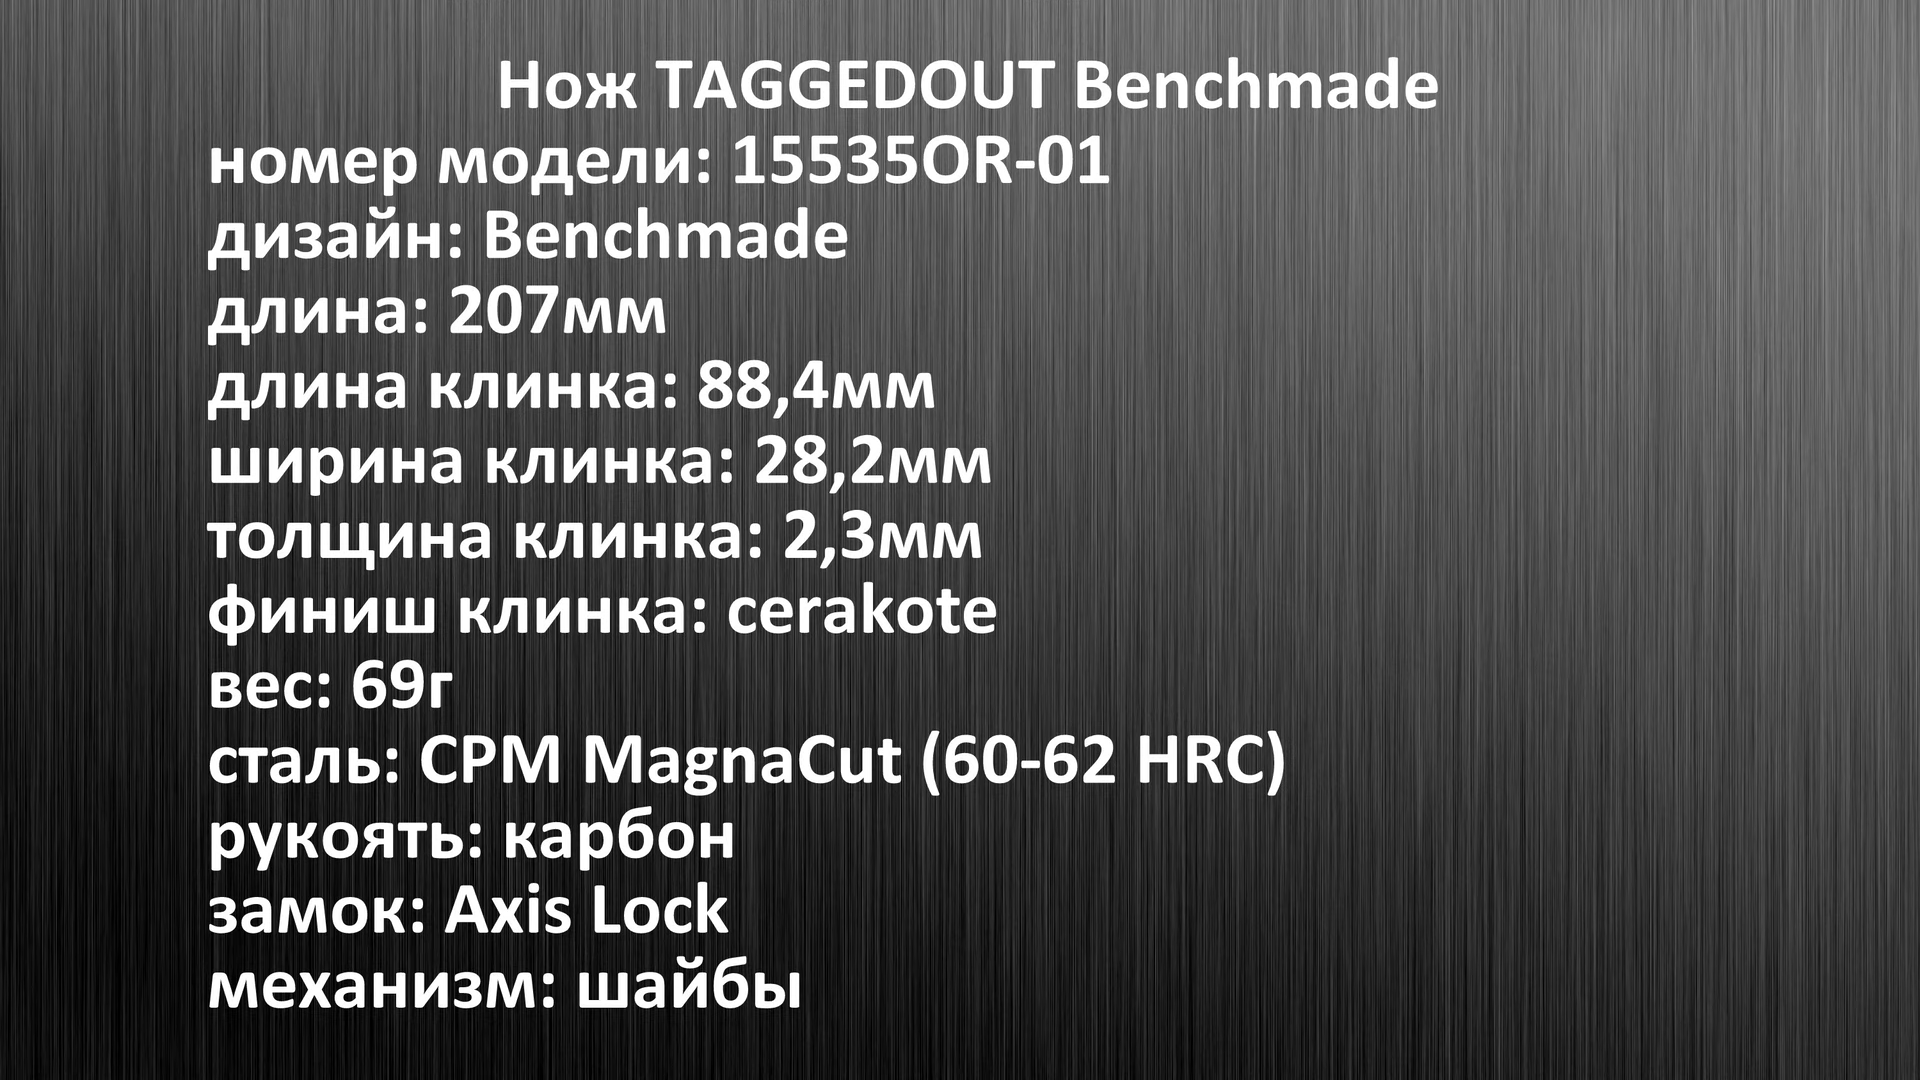 Нож TAGGEDOUT Benchmade
номер модели: 15535OR-01
дизайн: Benchmade
длина: 207мм
длина клинка: 88,4мм
ширина клинка: 28,2мм
толщина клинка: 2,3мм
финиш клинка: cerakote
вес: 69г
сталь: CPM MagnaCut (60-62 HRC)
рукоять: карбон
замок: Axis Lock
механизм: шайбы